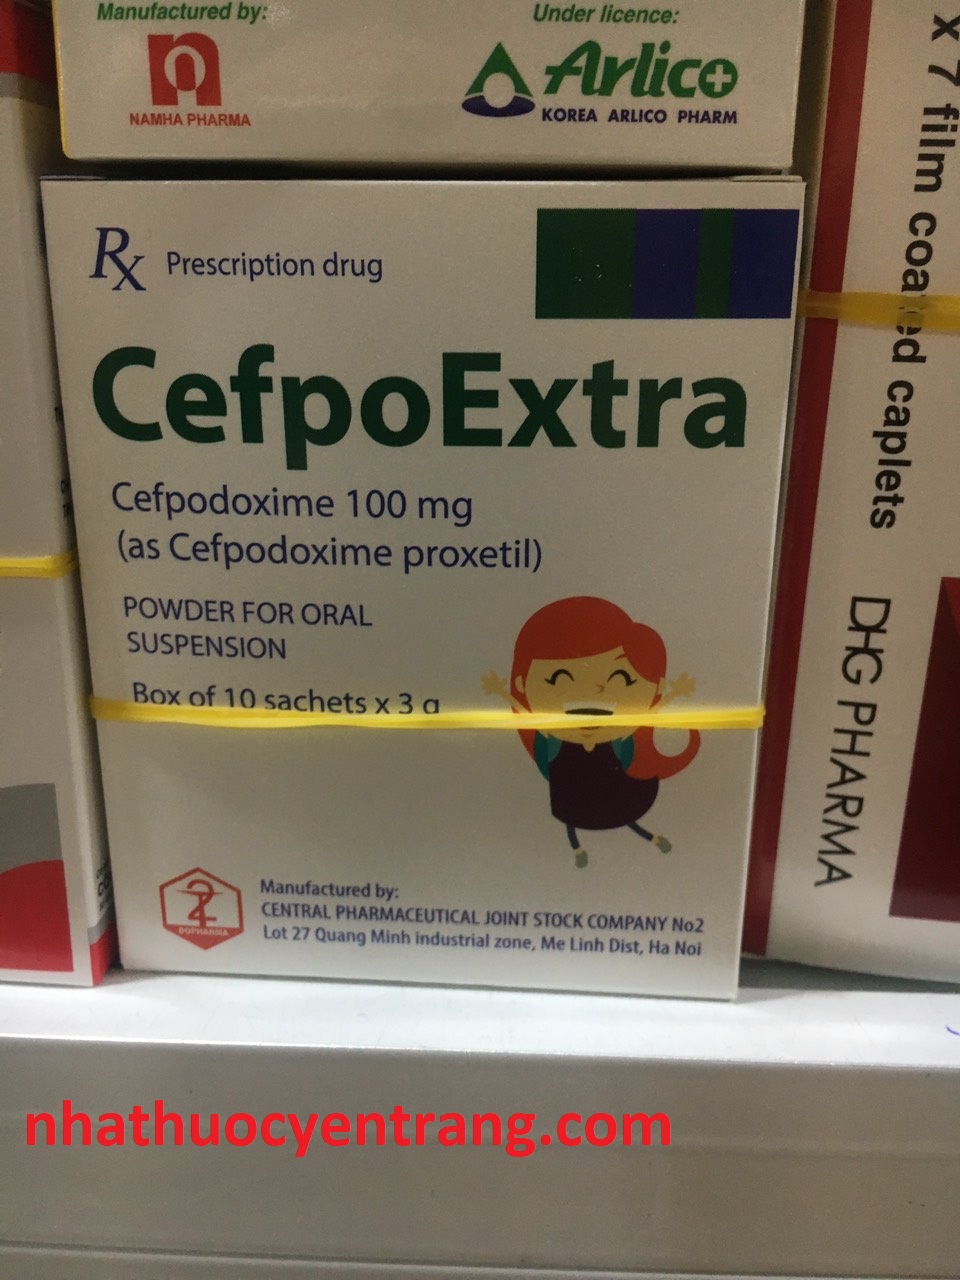 Manufactured by:
NAMHA PHARMA
Under licence:
Arlico
KOREA ARLICO PHARM
Rx Prescription drug
CefpoExtra
Cefpodoxime 100 mg
(as Cefpodoxime proxetil)
POWDER FOR ORAL
SUSPENSION
Box of 10 sachets x 3 g
DOPHARMA
Manufactured by:
CENTRAL PHARMACEUTICAL JOINT STOCK COMPANY No2
Lot 27 Quang Minh industrial zone, Me Linh Dist, Ha Noi
x 7 film coated caplets
DHG PHARMA
nhathuocyentrang.com